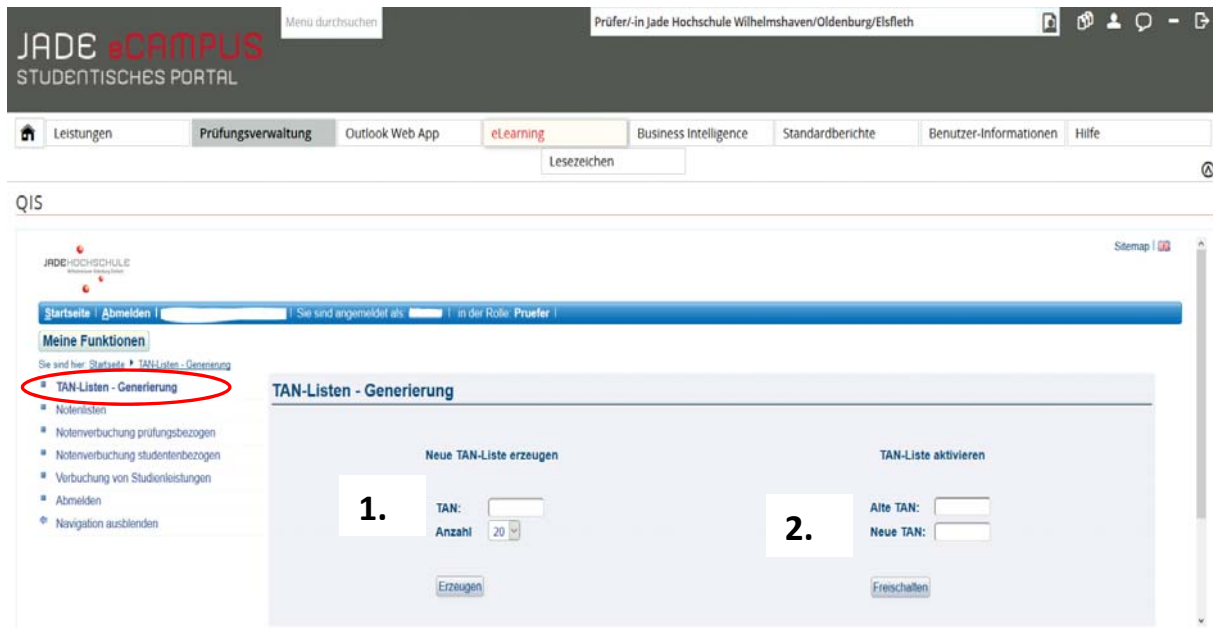 Menü durchsuchen
Prüfer/-in Jade Hochschule Wilhelmshaven/Oldenburg/Elsfleth
JADE eCAMPUS
STUDENTISCHES PORTAL
Leistungen Prüfungsverwaltung Outlook Web App eLearning Business Intelligence Standardberichte Benutzer-Informationen Hilfe
Lesezeichen
QIS
JADEHOCHSCHULE
Sitemap |
Startseite | Abmelden | | Sie sind angemeldet als: | in der Rolle: Pruefer |
Meine Funktionen
Sie sind hier: Startseite TAN-Listen - Generierung
TAN-Listen - Generierung
Notenlisten
Notenverbuchung prüfungsbezogen
Notenverbuchung studentenbezogen
Verbuchung von Studienleistungen
Abmelden
Navigation ausblenden
TAN-Listen - Generierung
Neue TAN-Liste erzeugen
1.
TAN:
Anzahl 20
Erzeugen
TAN-Liste aktivieren
2.
Alte TAN:
Neue TAN:
Freischalten